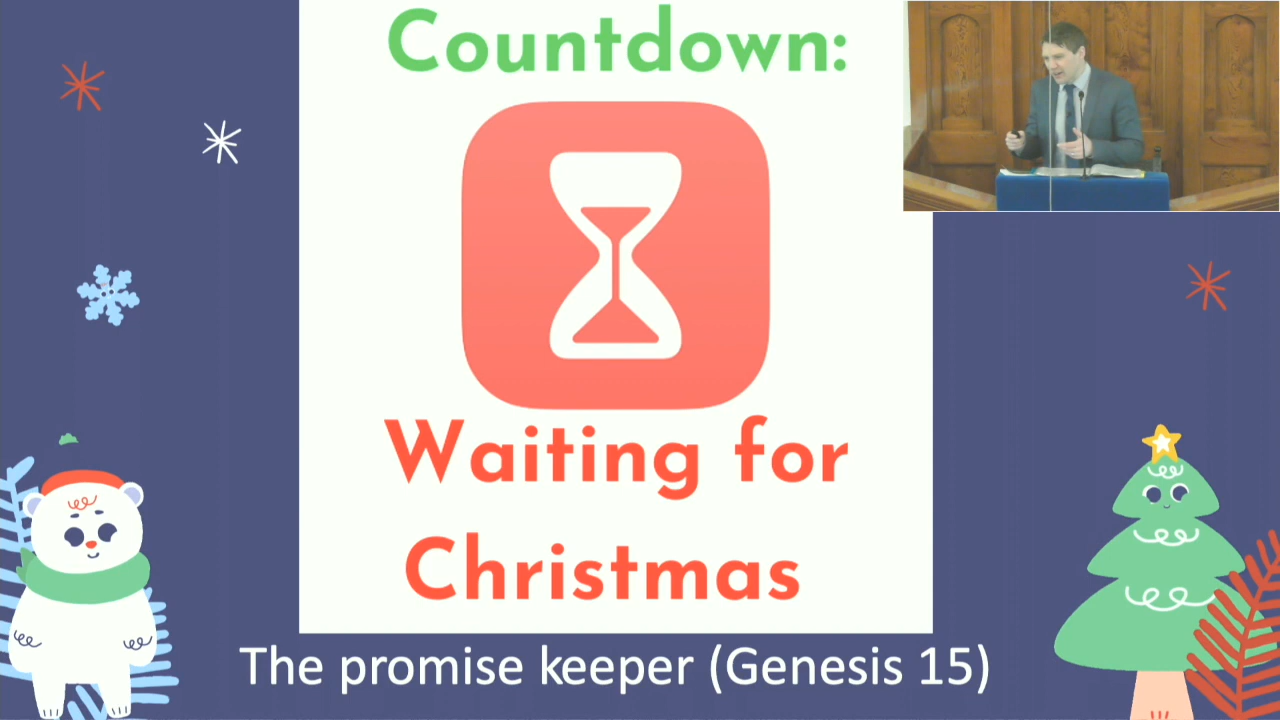 Countdown:
Waiting for
Christmas
The promise keeper (Genesis 15)